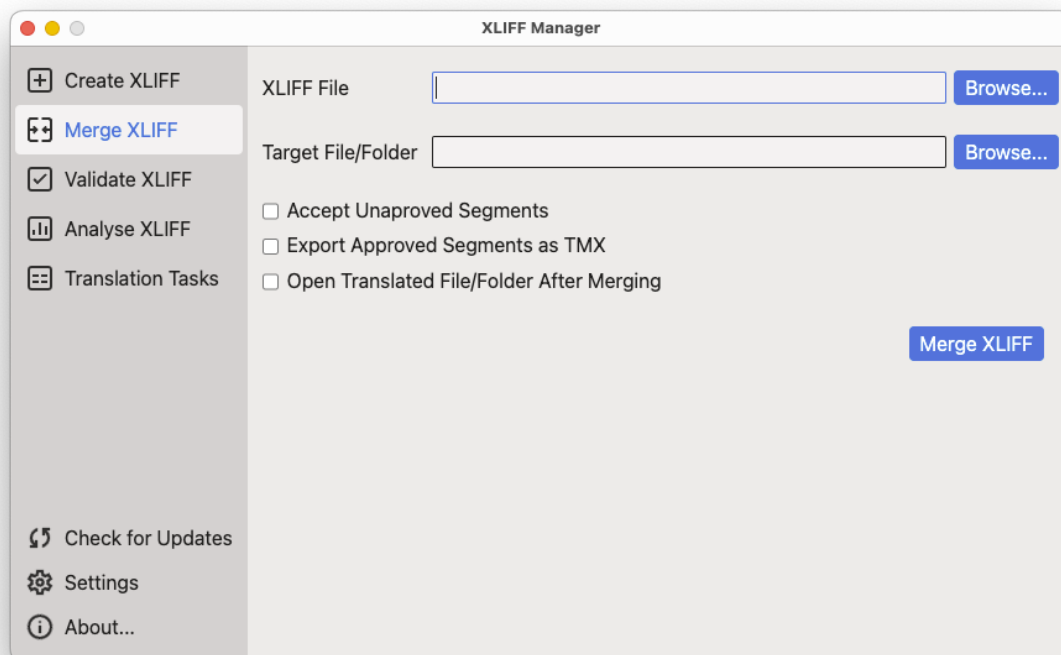 XLIFF Manager
Create XLIFF
Merge XLIFF
Validate XLIFF
Analyse XLIFF
Translation Tasks
Check for Updates
Settings
About...
XLIFF File
Browse...
Target File/Folder
Browse...
Accept Unaproved Segments
Export Approved Segments as TMX
Open Translated File/Folder After Merging
Merge XLIFF